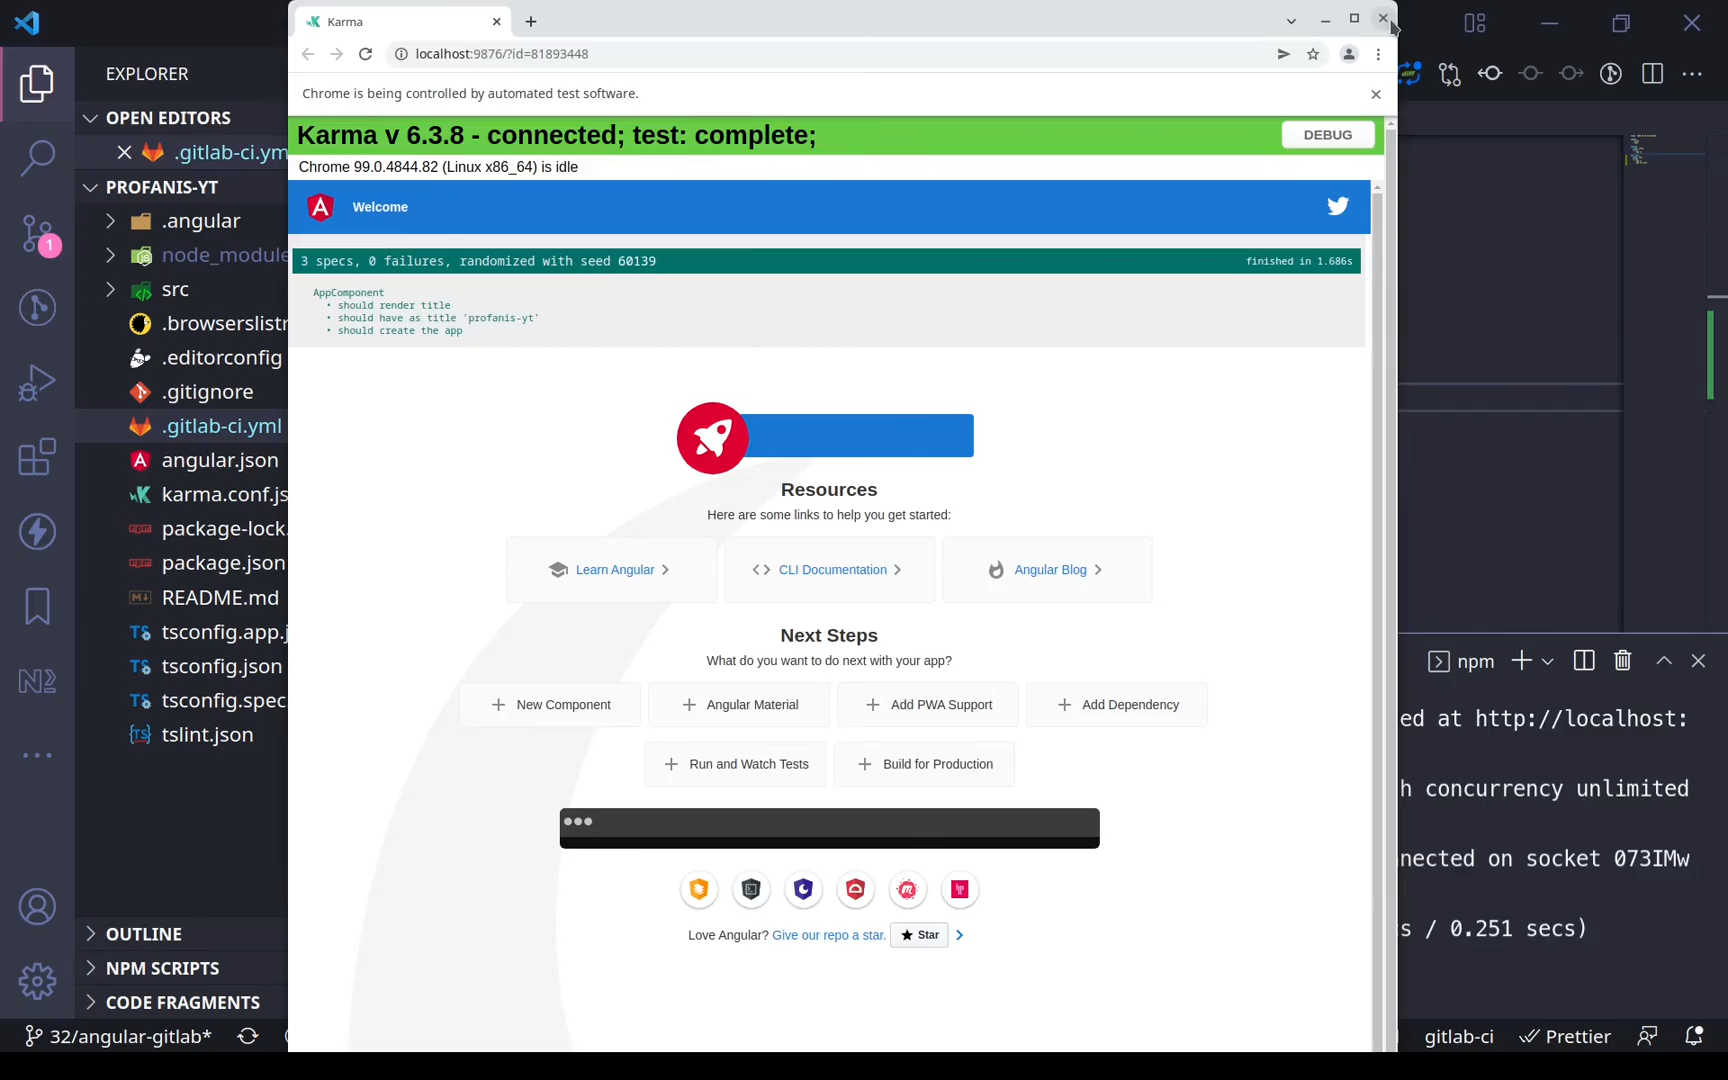 EXPLORER
OPEN EDITORS
.gitlab-ci.ym
PROFANIS-YT
.angular
node_module
src
.browserslistr
.editorconfig
.gitignore
.gitlab-ci.yml
angular.json
karma.conf.js
package-lock.
package.json
README.md
tsconfig.app.j
tsconfig.json
tsconfig.spec
tslint.json
OUTLINE
NPM SCRIPTS
CODE FRAGMENTS
32/angular-gitlab*
1
Karma
localhost:9876/?id=81893448
Chrome is being controlled by automated test software.
Karma v 6.3.8 - connected; test: complete;
DEBUG
Chrome 99.0.4844.82 (Linux x86_64) is idle
Welcome
3 specs, 0 failures, randomized with seed 60139
finished in 1.686s
AppComponent
• should render title
• should have as title 'profanis-yt'
• should create the app
Resources
Here are some links to help you get started:
Learn Angular
CLI Documentation
Angular Blog
Next Steps
What do you want to do next with your app?
New Component
Angular Material
Add PWA Support
Add Dependency
Run and Watch Tests
Build for Production
Love Angular? Give our repo a star.
Star
npm
ed at http://localhost:
h concurrency unlimited
nected on socket 073IMw
s / 0.251 secs)
gitlab-ci
Prettier